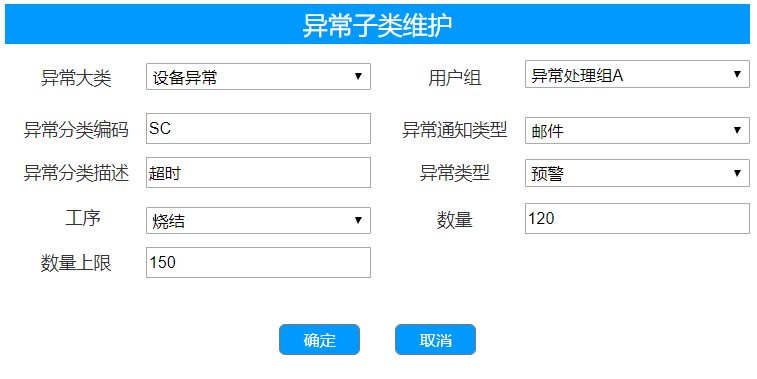 异常子类维护
异常大类 设备异常 用户组 异常处理组A
异常分类编码 SC 异常通知类型 邮件
异常分类描述 超时 异常类型 预警
工序 烧结 数量 120
数量上限 150
确定 取消